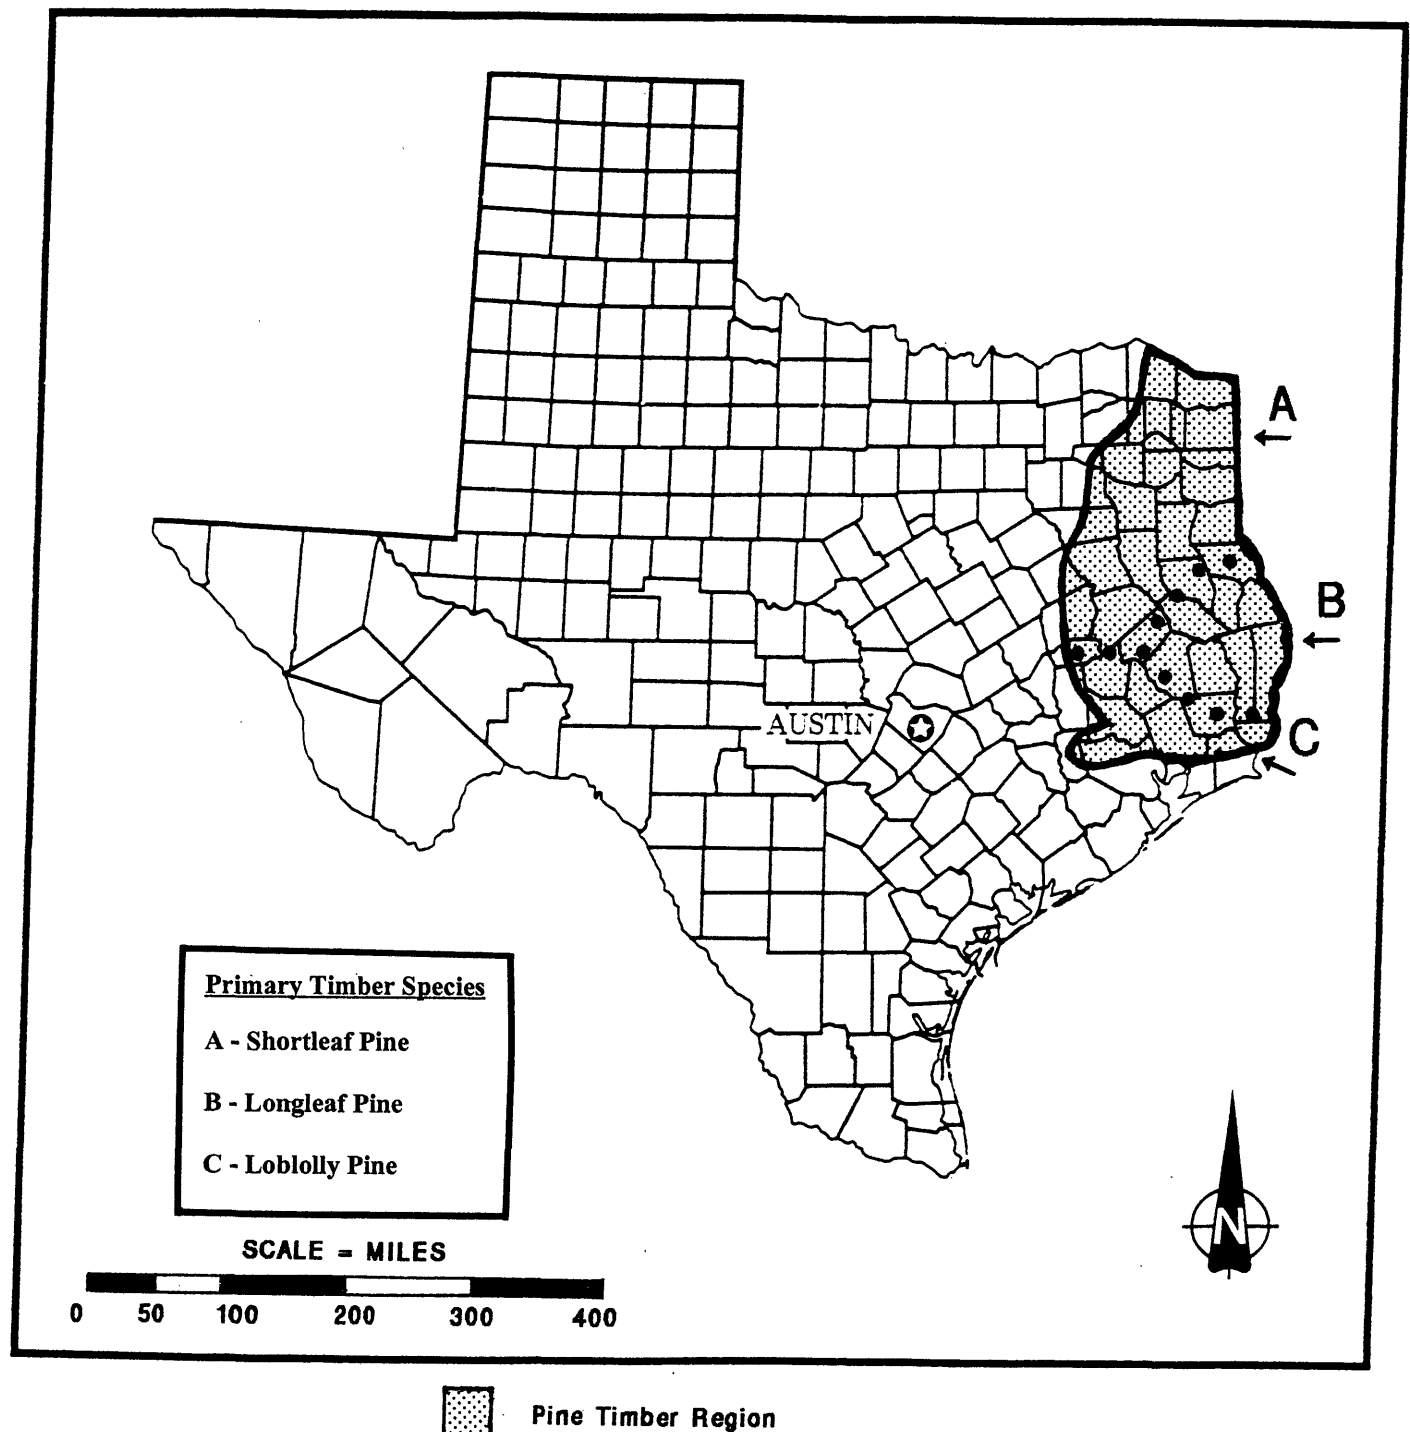 A
B
AUSTIN
C
Primary Timber Species
A - Shortleaf Pine
B - Longleaf Pine
C - Loblolly Pine
N
SCALE = MILES
0 50 100 200 300 400
Pine Timber Region